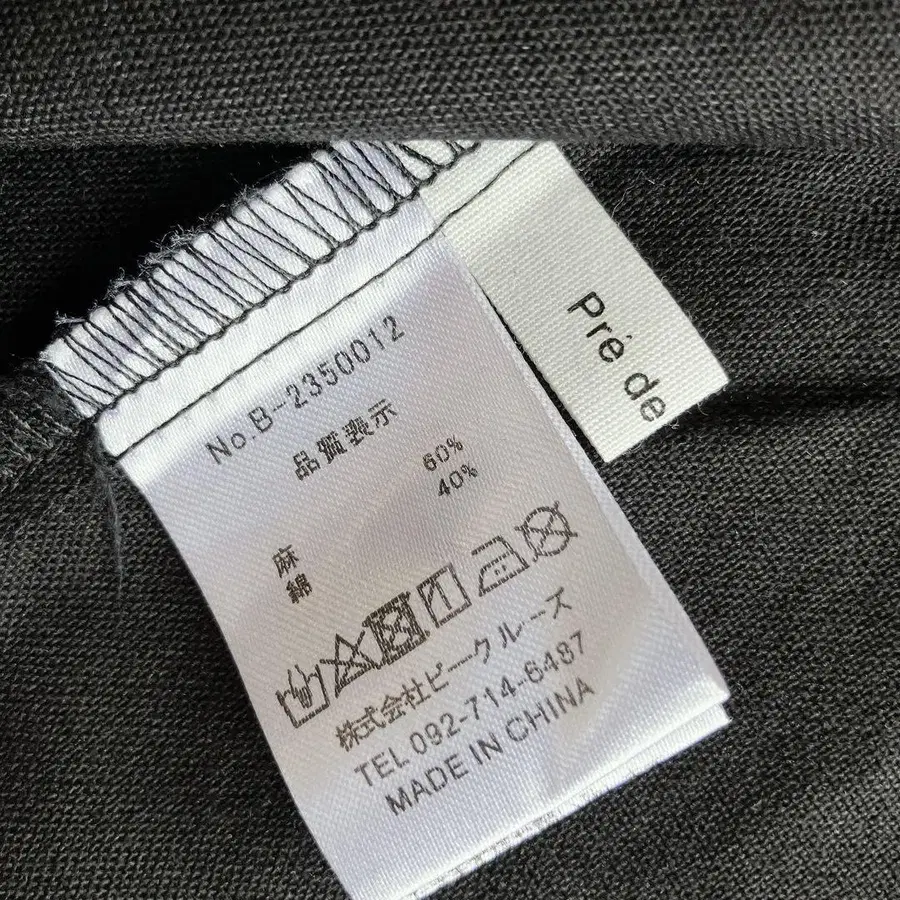 Pré de
No.B-2350012
品質表示
麻 60%
綿 40%
株式会社ビークルーズ
TEL 092-714-6487
MADE IN CHINA